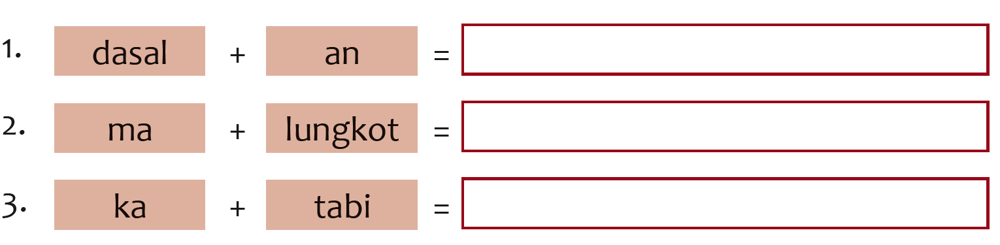 1. dasal + an =
2. ma + lungkot =
3. ka + tabi =